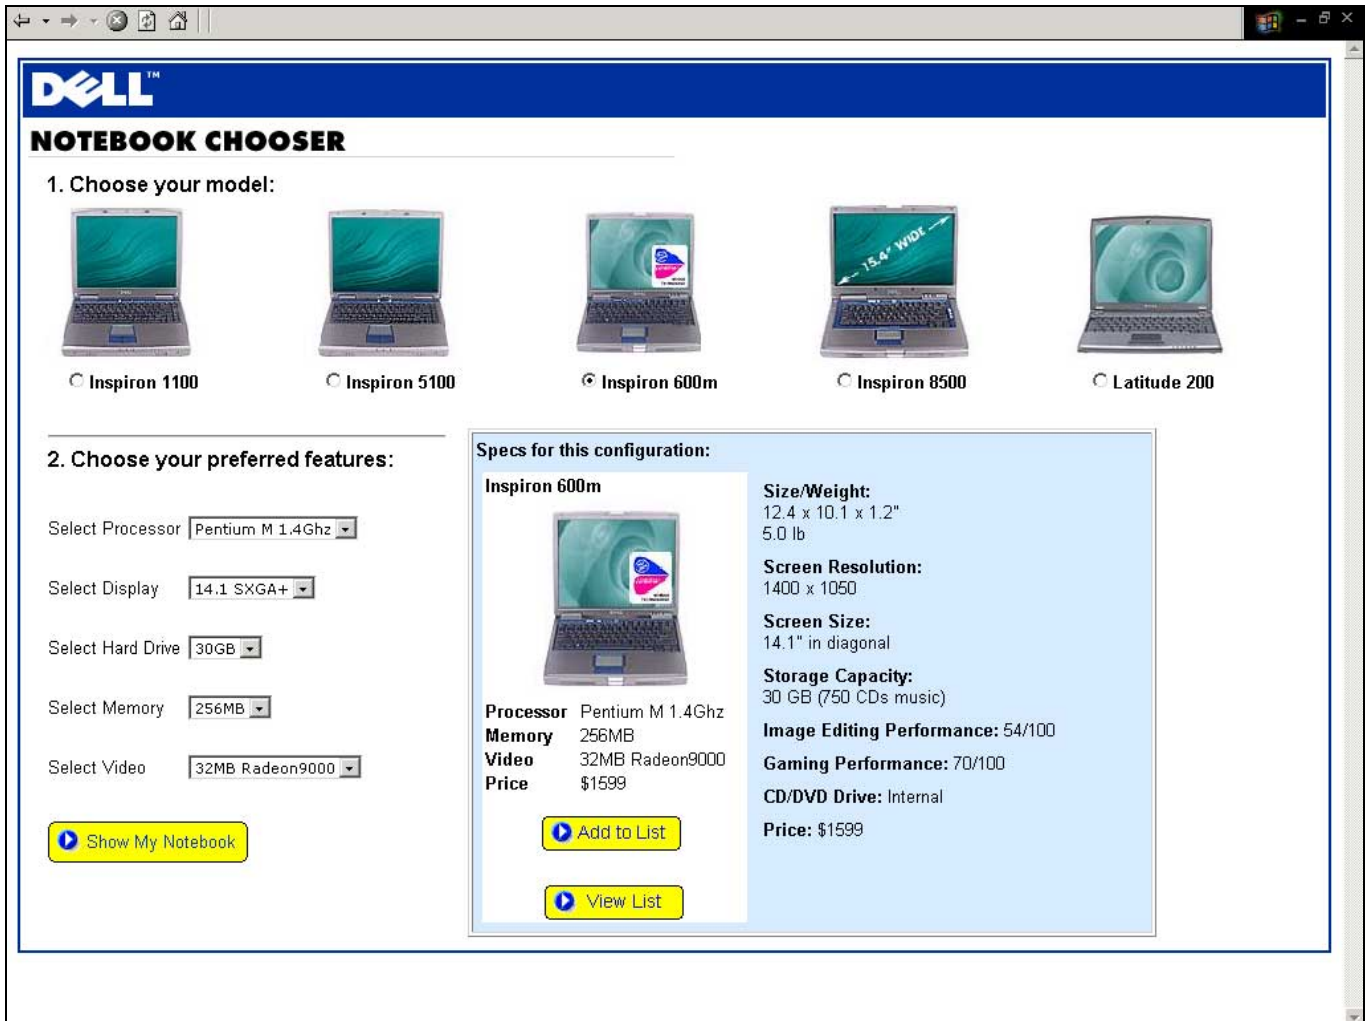 DELL™
NOTEBOOK CHOOSER
1. Choose your model:
15.4" WIDE
Inspiron 1100
Inspiron 5100
Inspiron 600m
Inspiron 8500
Latitude 200
2. Choose your preferred features:
Select Processor Pentium M 1.4Ghz
Select Display 14.1 SXGA+
Select Hard Drive 30GB
Select Memory 256MB
Select Video 32MB Radeon9000
Show My Notebook
Specs for this configuration:
Inspiron 600m
Processor Pentium M 1.4Ghz
Memory 256MB
Video 32MB Radeon9000
Price $1599
Add to List
View List
Size/Weight:
12.4 x 10.1 x 1.2"
5.0 lb
Screen Resolution:
1400 x 1050
Screen Size:
14.1" in diagonal
Storage Capacity:
30 GB (750 CDs music)
Image Editing Performance: 54/100
Gaming Performance: 70/100
CD/DVD Drive: Internal
Price: $1599